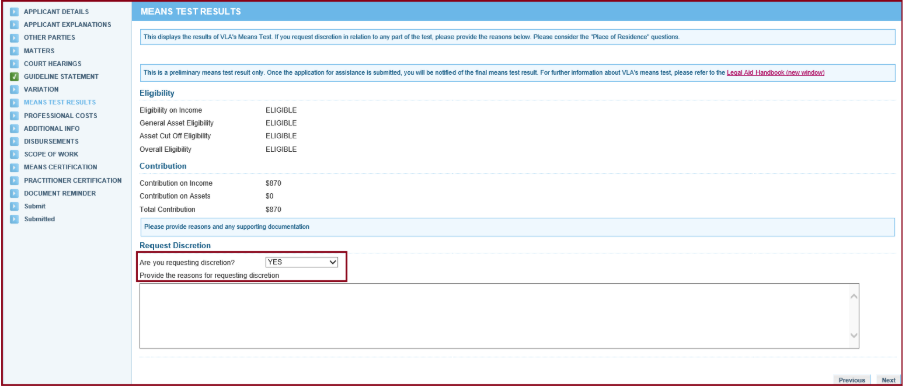 APPLICANT DETAILS
APPLICANT EXPLANATIONS
OTHER PARTIES
MATTERS
COURT HEARINGS
GUIDELINE STATEMENT
VARIATION
MEANS TEST RESULTS
PROFESSIONAL COSTS
ADDITIONAL INFO
DISBURSEMENTS
SCOPE OF WORK
MEANS CERTIFICATION
PRACTITIONER CERTIFICATION
DOCUMENT REMINDER
Submit
Submitted
MEANS TEST RESULTS
This displays the results of VLA's Means Test. If you request discretion in relation to any part of the test, please provide the reasons below. Please consider the "Place of Residence" questions.
This is a preliminary means test result only. Once the application for assistance is submitted, you will be notified of the final means test result. For further information about VLA's means test, please refer to the Legal Aid Handbook (new window)
Eligibility
Eligibility on Income ELIGIBLE
General Asset Eligibility ELIGIBLE
Asset Cut Off Eligibility ELIGIBLE
Overall Eligibility ELIGIBLE
Contribution
Contribution on Income $870
Contribution on Assets $0
Total Contribution $870
Please provide reasons and any supporting documentation
Request Discretion
Are you requesting discretion? YES
Provide the reasons for requesting discretion
Previous Next